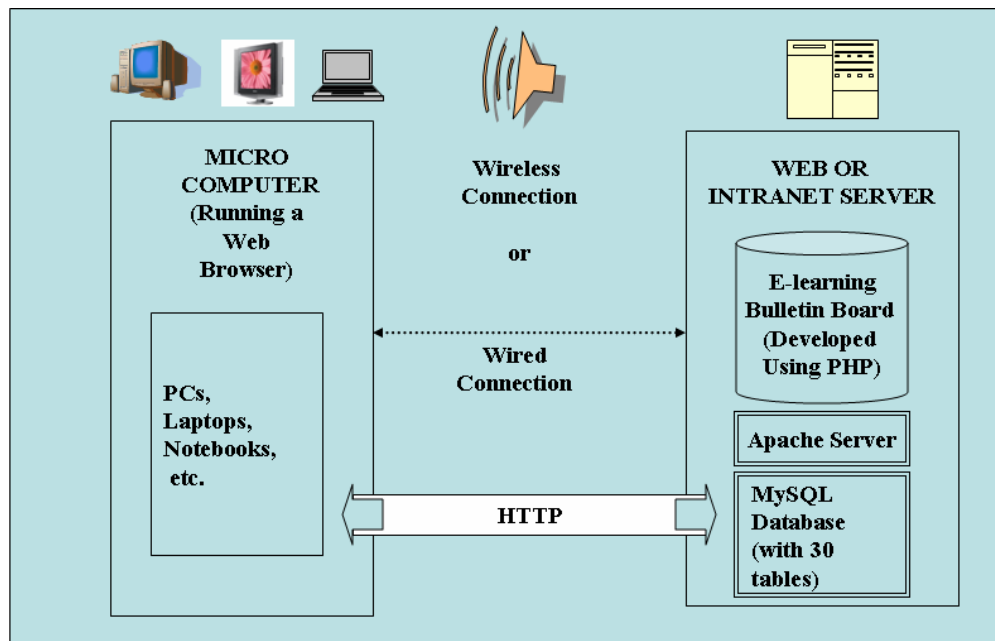 MICRO
COMPUTER
(Running a
Web
Browser)
PCs,
Laptops,
Notebooks,
etc.
Wireless
Connection
or
Wired
Connection
HTTP
WEB OR
INTRANET SERVER
E-learning
Bulletin Board
(Developed
Using PHP)
Apache Server
MySQL
Database
(with 30
tables)